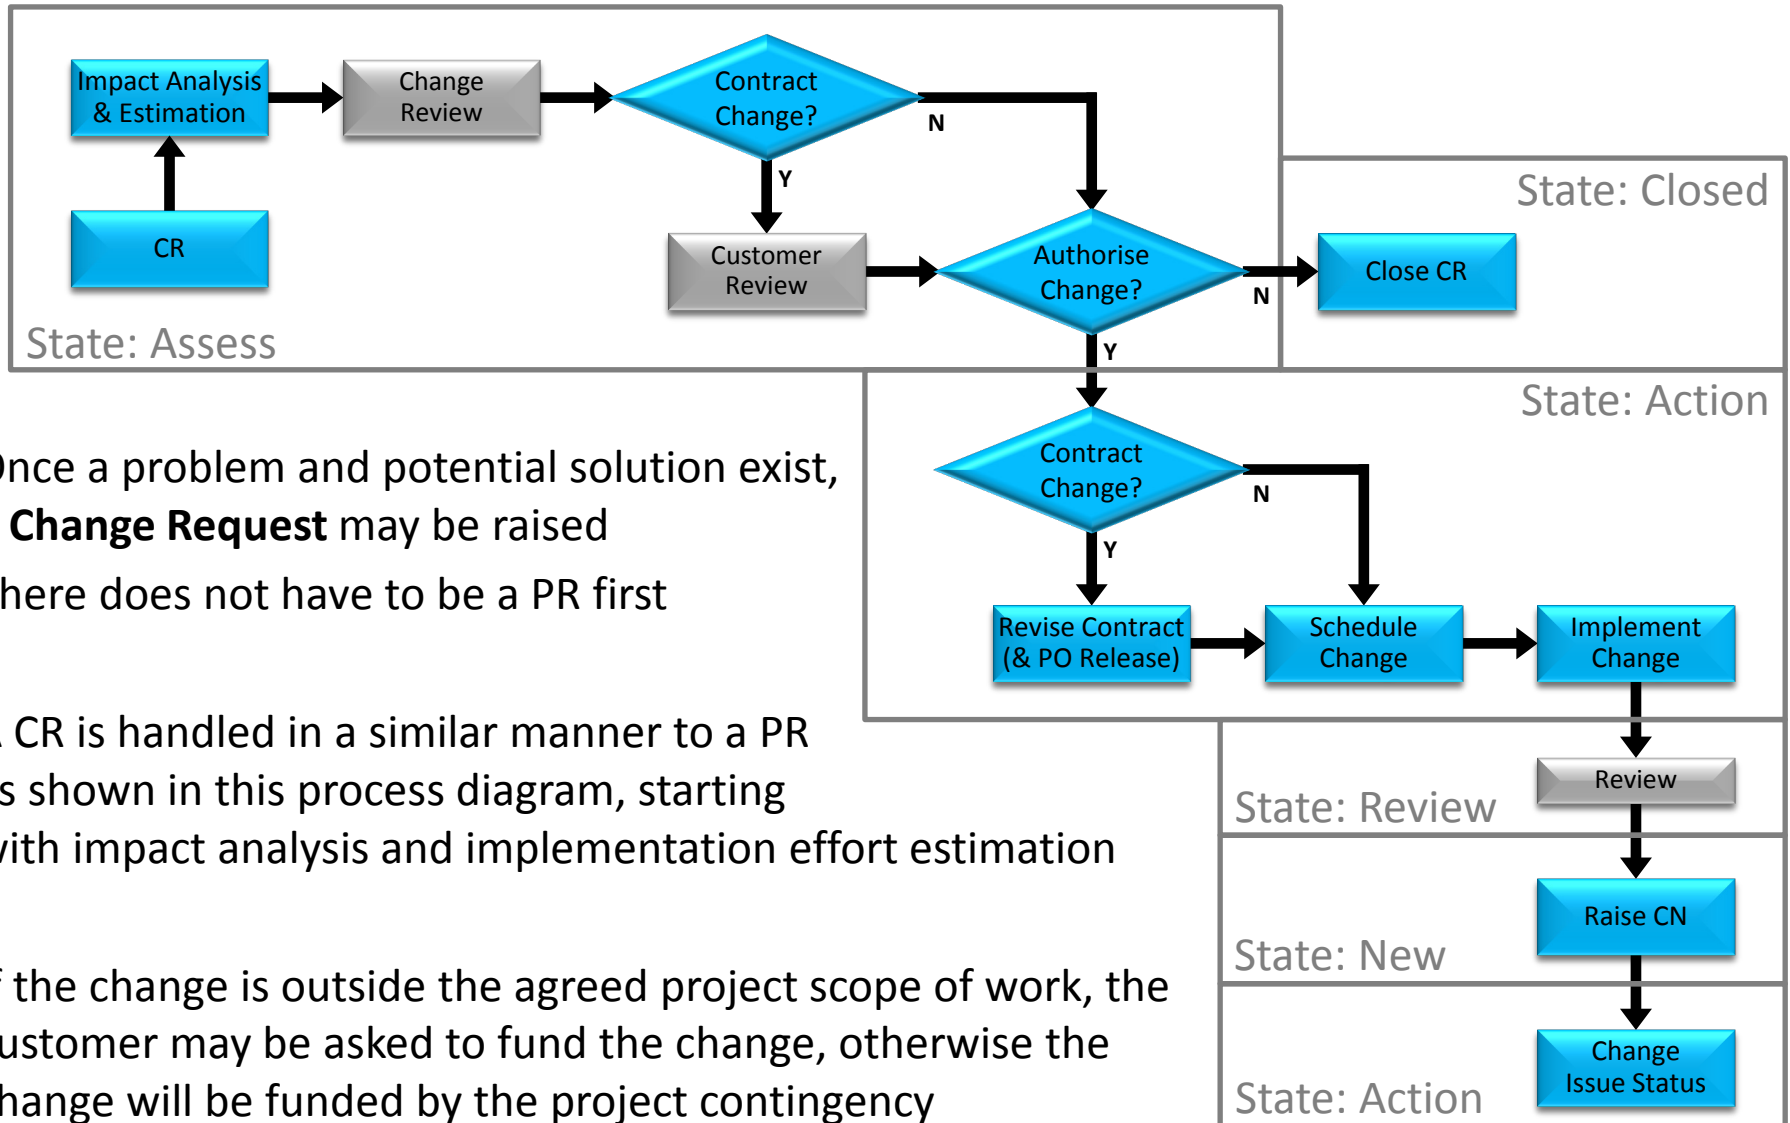 Impact Analysis
& Estimation
Change
Review
Contract
Change?
N
Y
CR
Customer
Review
Authorise
Change?
N
Y
Close CR
State: Closed
State: Assess
State: Action
Contract
Change?
N
Y
Revise Contract
(& PO Release)
Schedule
Change
Implement
Change
Review
State: Review
Raise CN
State: New
Change
Issue Status
State: Action
a problem and potential solution exist,
Change Request may be raised
does not have to be a PR first
CR is handled in a similar manner to a PR
shown in this process diagram, starting
impact analysis and implementation effort estimation
the change is outside the agreed project scope of work, the
may be asked to fund the change, otherwise the
will be funded by the project contingency